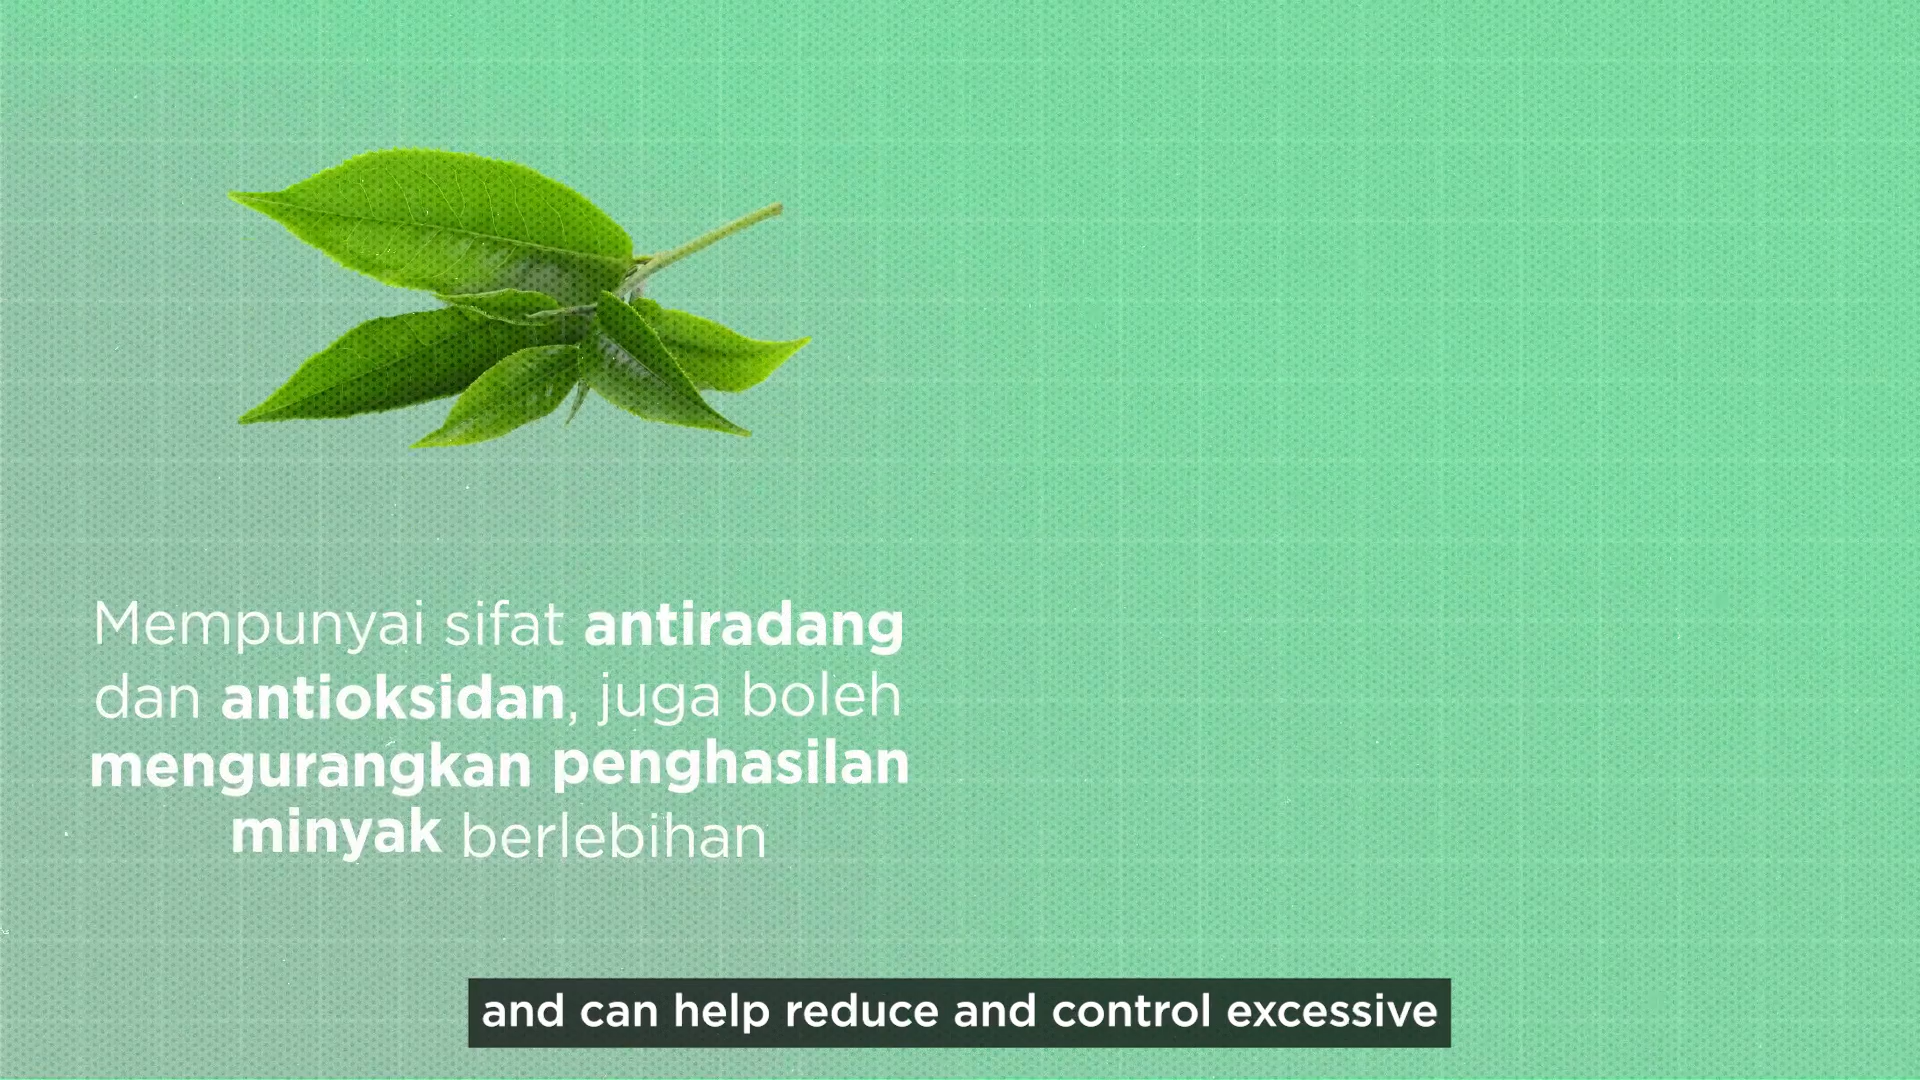 Mempunyai sifat antiradang
dan antioksidan, juga boleh
mengurangkan penghasilan
minyak berlebihan
and can help reduce and control excessive